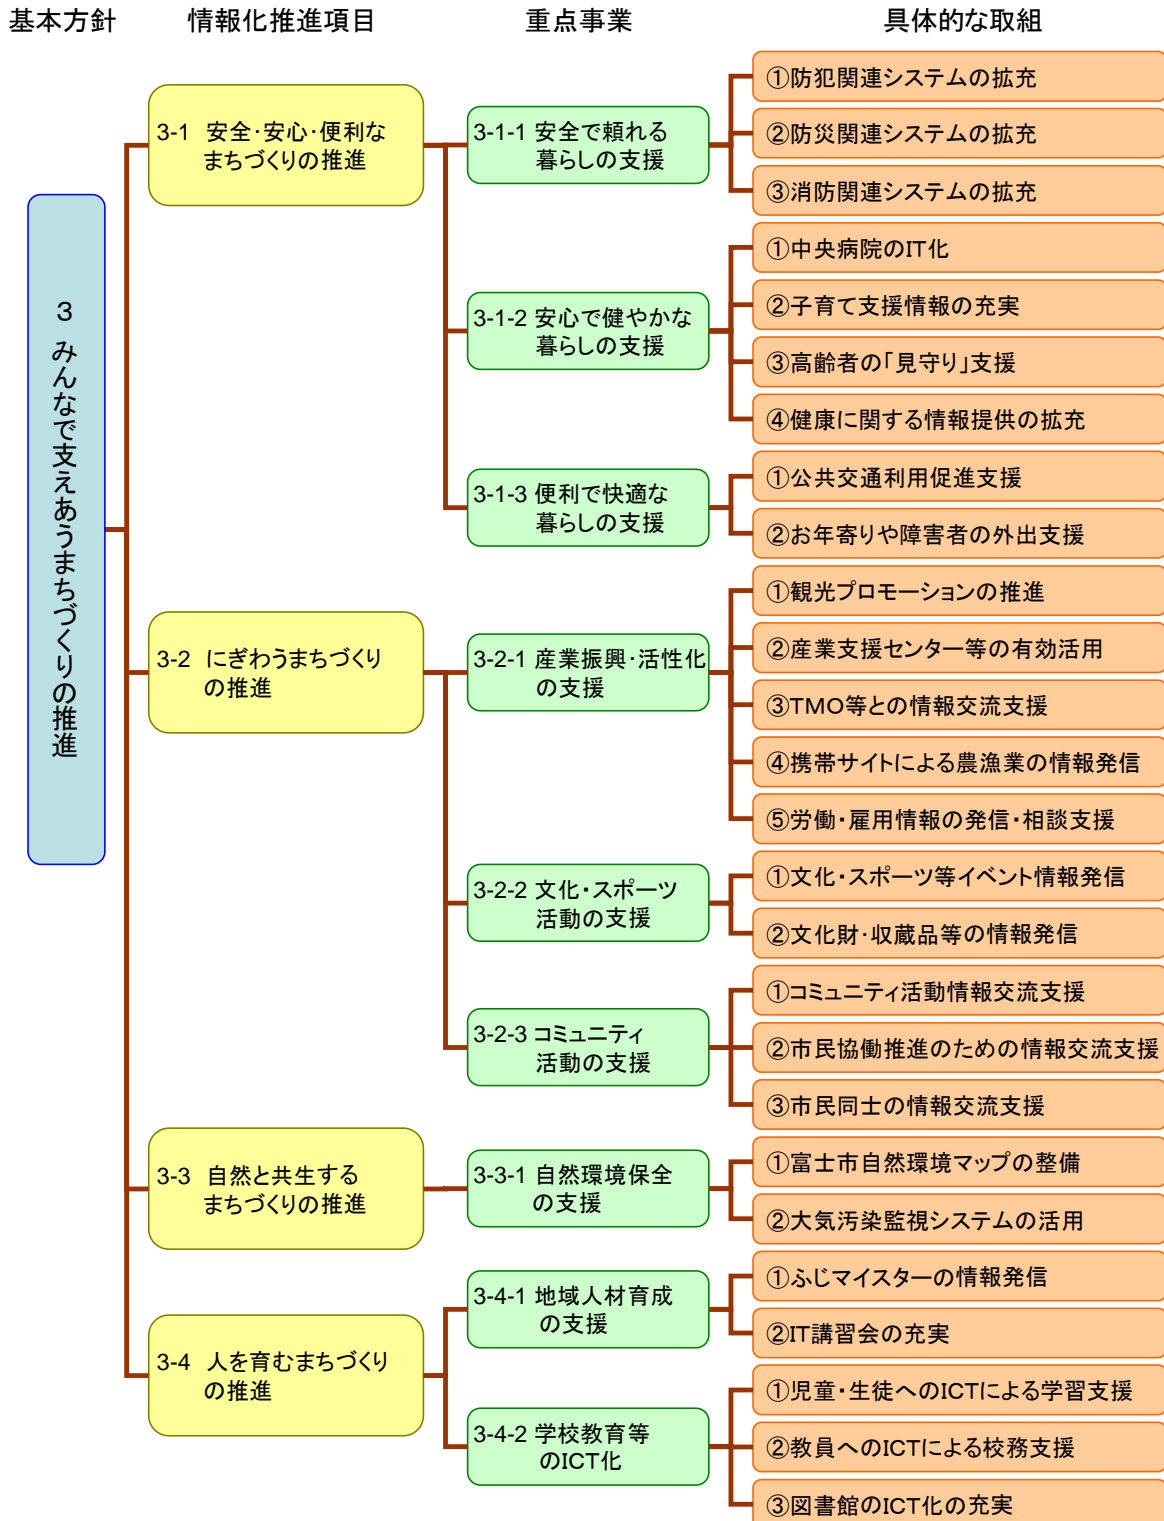 基本方針 情報化推進項目 重点事業 具体的な取組
3 みんなで支えあうまちづくりの推進
3-1 安全・安心・便利な
まちづくりの推進
3-1-1 安全で頼れる
暮らしの支援
①防犯関連システムの拡充
②防災関連システムの拡充
③消防関連システムの拡充
3-1-2 安心で健やかな
暮らしの支援
①中央病院のIT化
②子育て支援情報の充実
③高齢者の「見守り」支援
④健康に関する情報提供の拡充
3-1-3 便利で快適な
暮らしの支援
①公共交通利用促進支援
②お年寄りや障害者の外出支援
3-2 にぎわうまちづくり
の推進
3-2-1 産業振興・活性化
の支援
①観光プロモーションの推進
②産業支援センター等の有効活用
③TMO等との情報交流支援
④携帯サイトによる農漁業の情報発信
⑤労働・雇用情報の発信・相談支援
3-2-2 文化・スポーツ
活動の支援
①文化・スポーツ等イベント情報発信
②文化財・収蔵品等の情報発信
3-2-3 コミュニティ
活動の支援
①コミュニティ活動情報交流支援
②市民協働推進のための情報交流支援
③市民同士の情報交流支援
3-3 自然と共生する
まちづくりの推進
3-3-1 自然環境保全
の支援
①富士市自然環境マップの整備
②大気汚染監視システムの活用
3-4 人を育むまちづくり
の推進
3-4-1 地域人材育成
の支援
①ふじマイスターの情報発信
②IT講習会の充実
3-4-2 学校教育等
のICT化
①児童・生徒へのICTによる学習支援
②教員へのICTによる校務支援
③図書館のICT化の充実